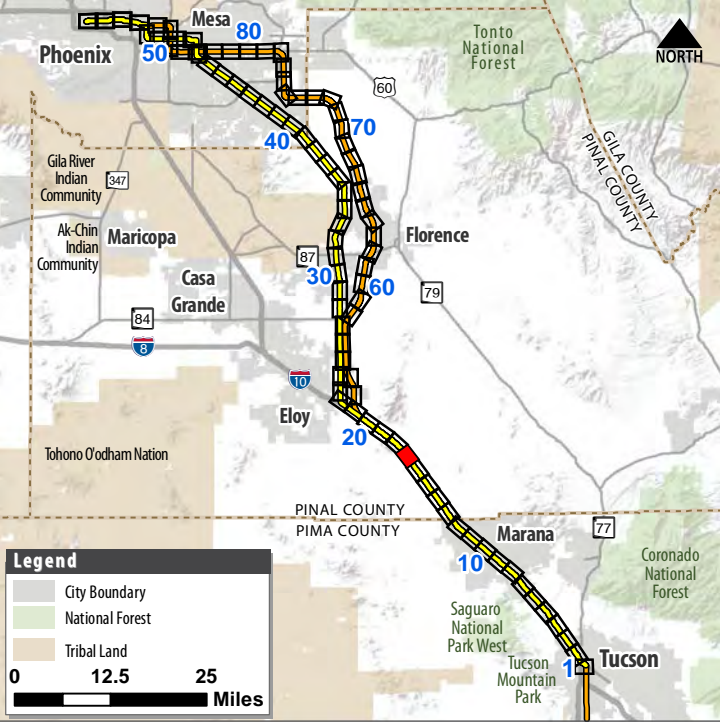 Mesa
80
Phoenix
50
Tonto
National
Forest
NORTH
60
70
40
GILA COUNTY
PINAL COUNTY
Gila River
Indian
Community
347
Ak-Chin
Indian
Community
Maricopa
Florence
87
Casa
Grande
30
60
79
84
8
10
Eloy
20
Tohono O'odham Nation
PINAL COUNTY
PIMA COUNTY
Marana
77
10
Coronado
National
Forest
Legend
City Boundary
National Forest
Tribal Land
0 12.5 25
Miles
Saguaro
National
Park West
Tucson
Mountain
Park
1
Tucson